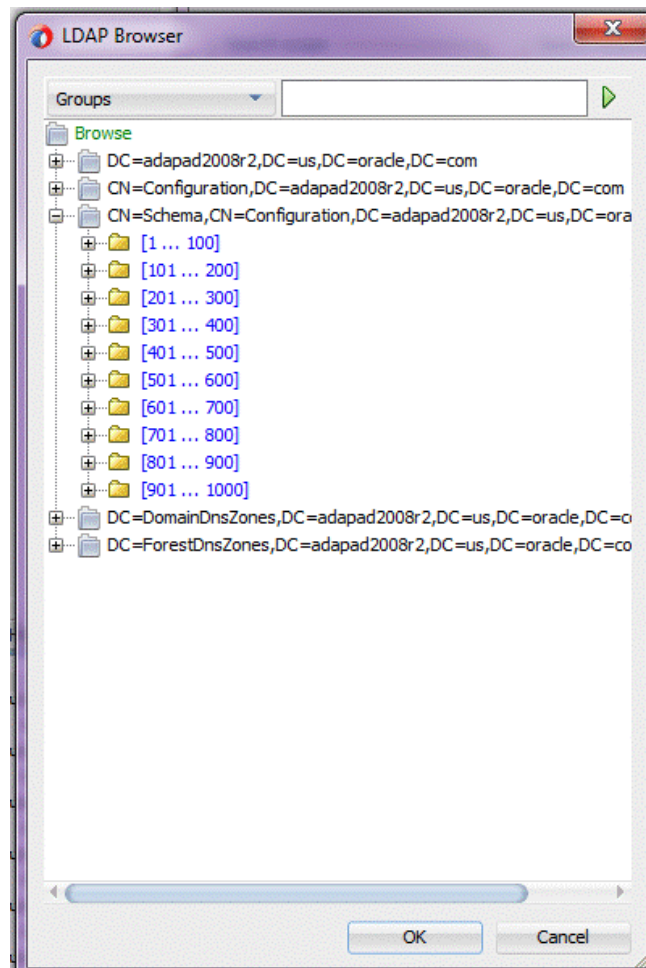 LDAP Browser
Groups
Browse
DC=adapad2008r2,DC=us,DC=oracle,DC=com
CN=Configuration,DC=adapad2008r2,DC=us,DC=oracle,DC=com
CN=Schema,CN=Configuration,DC=adapad2008r2,DC=us,DC=ora
[1 ... 100]
[101 ... 200]
[201 ... 300]
[301 ... 400]
[401 ... 500]
[501 ... 600]
[601 ... 700]
[701 ... 800]
[801 ... 900]
[901 ... 1000]
DC=DomainDnsZones,DC=adapad2008r2,DC=us,DC=oracle,DC=c
DC=ForestDnsZones,DC=adapad2008r2,DC=us,DC=oracle,DC=co
OK Cancel